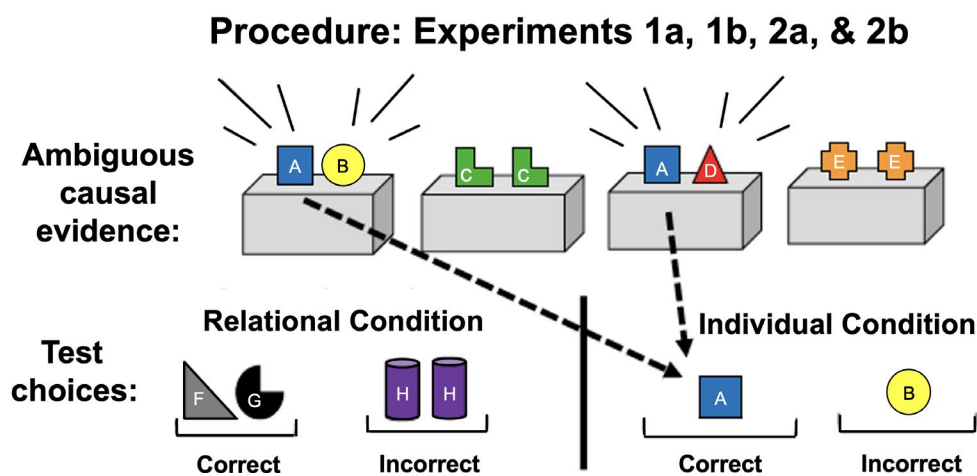 Procedure: Experiments 1a, 1b, 2a, & 2b
Ambiguous
causal
evidence:
A B
C C
A D
E E
Relational Condition
Individual Condition
Test
choices:
F G
H H
A
B
Correct
Incorrect
Correct
Incorrect